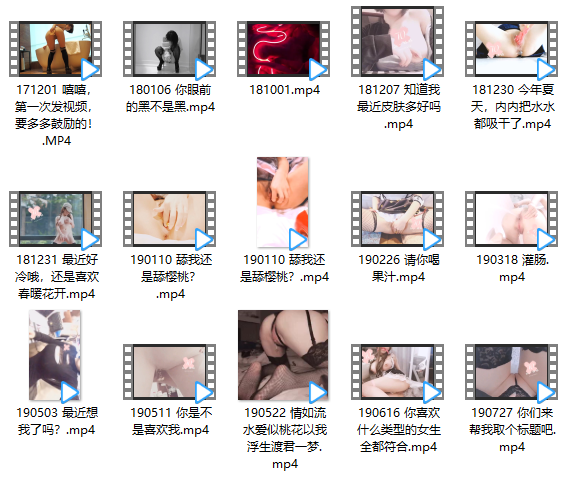 171201 嘻嘻，
第一次发视频，
要多多鼓励的！
.MP4
180106 你眼前
的黑不是黑.mp4
181001.mp4
181207 知道我
最近皮肤多好吗
.mp4
181230 今年夏
天，内内把水水
都吸干了.mp4
181231 最近好
冷哦，还是喜欢
春暖花开.mp4
190110 舔我还
是舔樱桃？
.mp4
190110 舔我还
是舔樱桃？.mp4
190226 请你喝
果汁.mp4
190318 灌肠.
mp4
190503 最近想
我了吗？.mp4
190511 你是不
是喜欢我.mp4
190522 情如流
水爱似桃花以我
浮生渡君一梦.
mp4
190616 你喜欢
什么类型的女生
全都符合.mp4
190727 你们来
帮我取个标题吧.
mp4